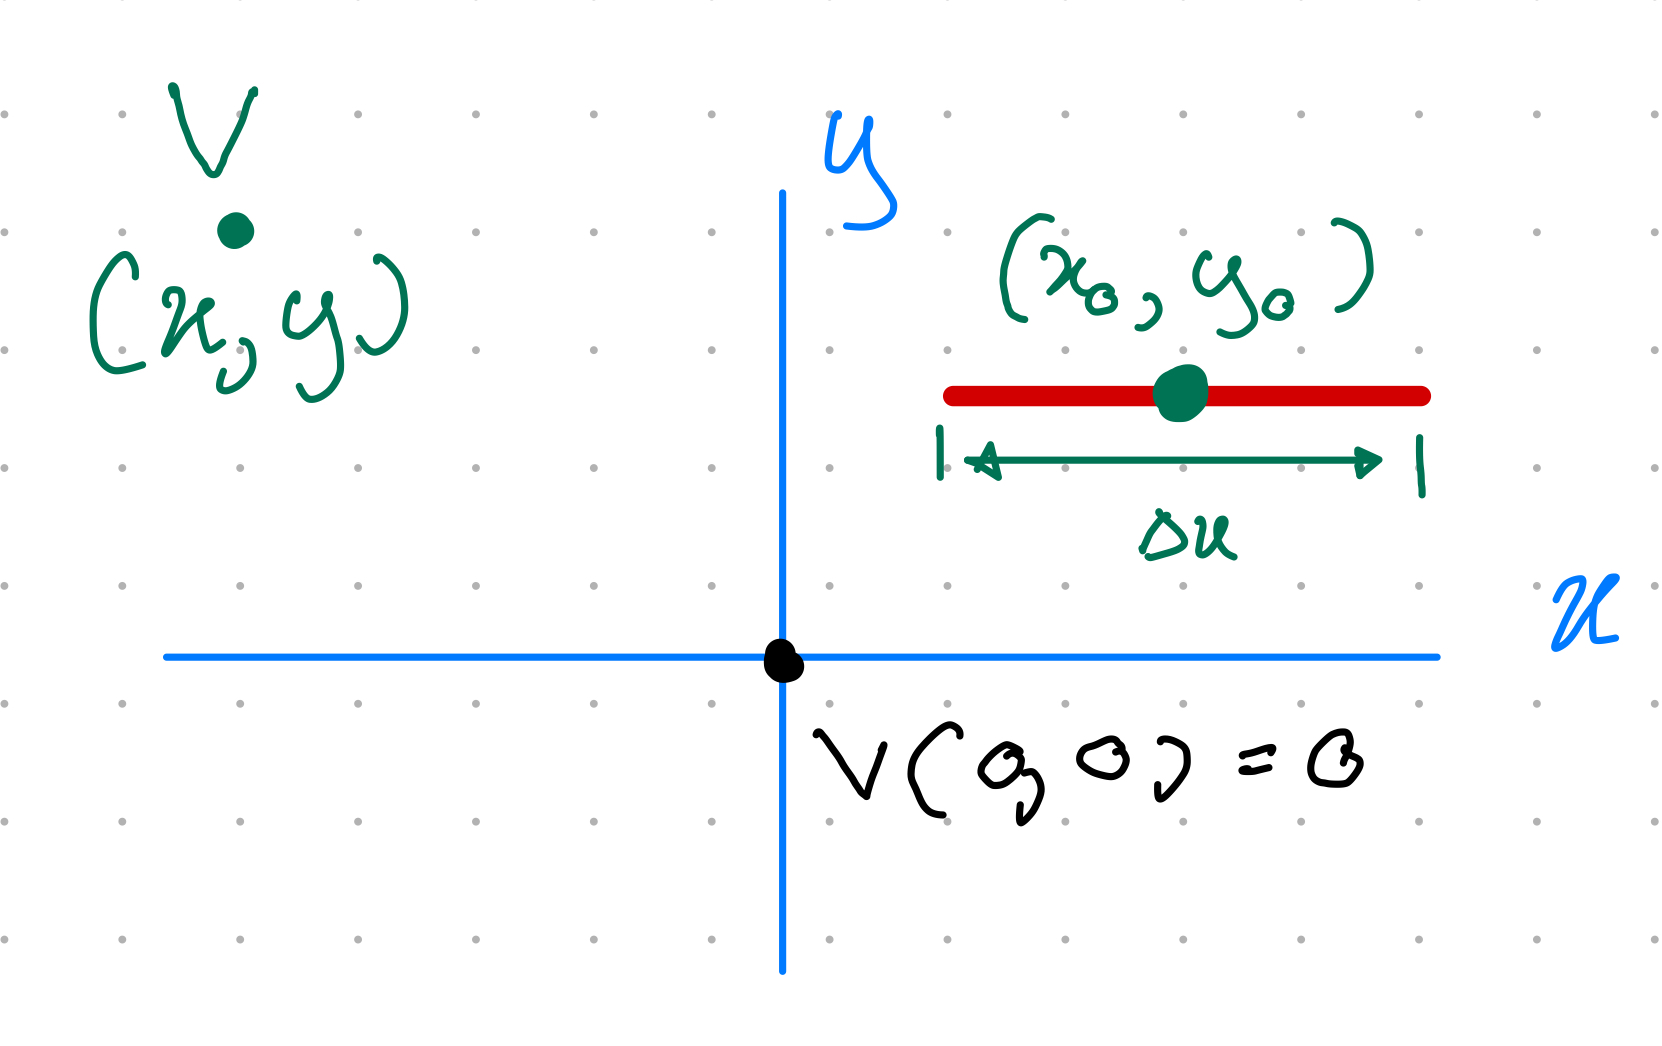 V
(x, y)
y
(x₀, y₀)
Δx
x
V(0,0) = 0